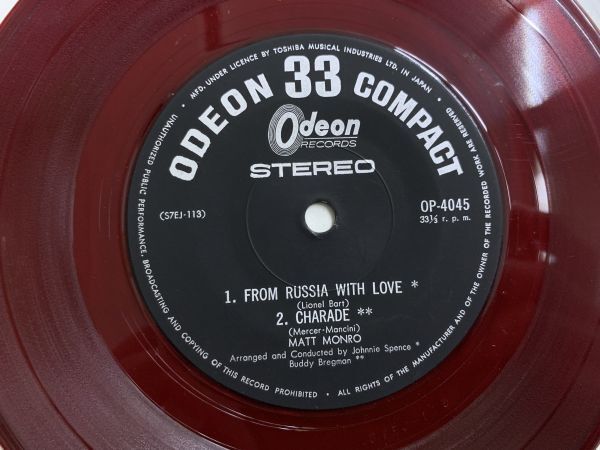 MFD. UNDER LICENCE BY TOSHIBA MUSICAL INDUSTRIES LTD. IN JAPAN •
ODEON 33 COMPACT
Odeon
RECORDS
STEREO
(S7EJ-113)
OP-4045
33⅓ r. p. m.
1. FROM RUSSIA WITH LOVE *
(Lionel Bart)
2. CHARADE **
(Mercer-Mancini)
MATT MONRO
Arranged and Conducted by Johnnie Spence *
Buddy Bregman **
• ALL RIGHTS OF THE MANUFACTURER AND OF THE OWNER OF THE RECORDED WORK ARE RESERVED
• UNAUTHORIZED PUBLIC PERFORMANCE, BROADCASTING AND COPYING OF THIS RECORD PROHIBITED